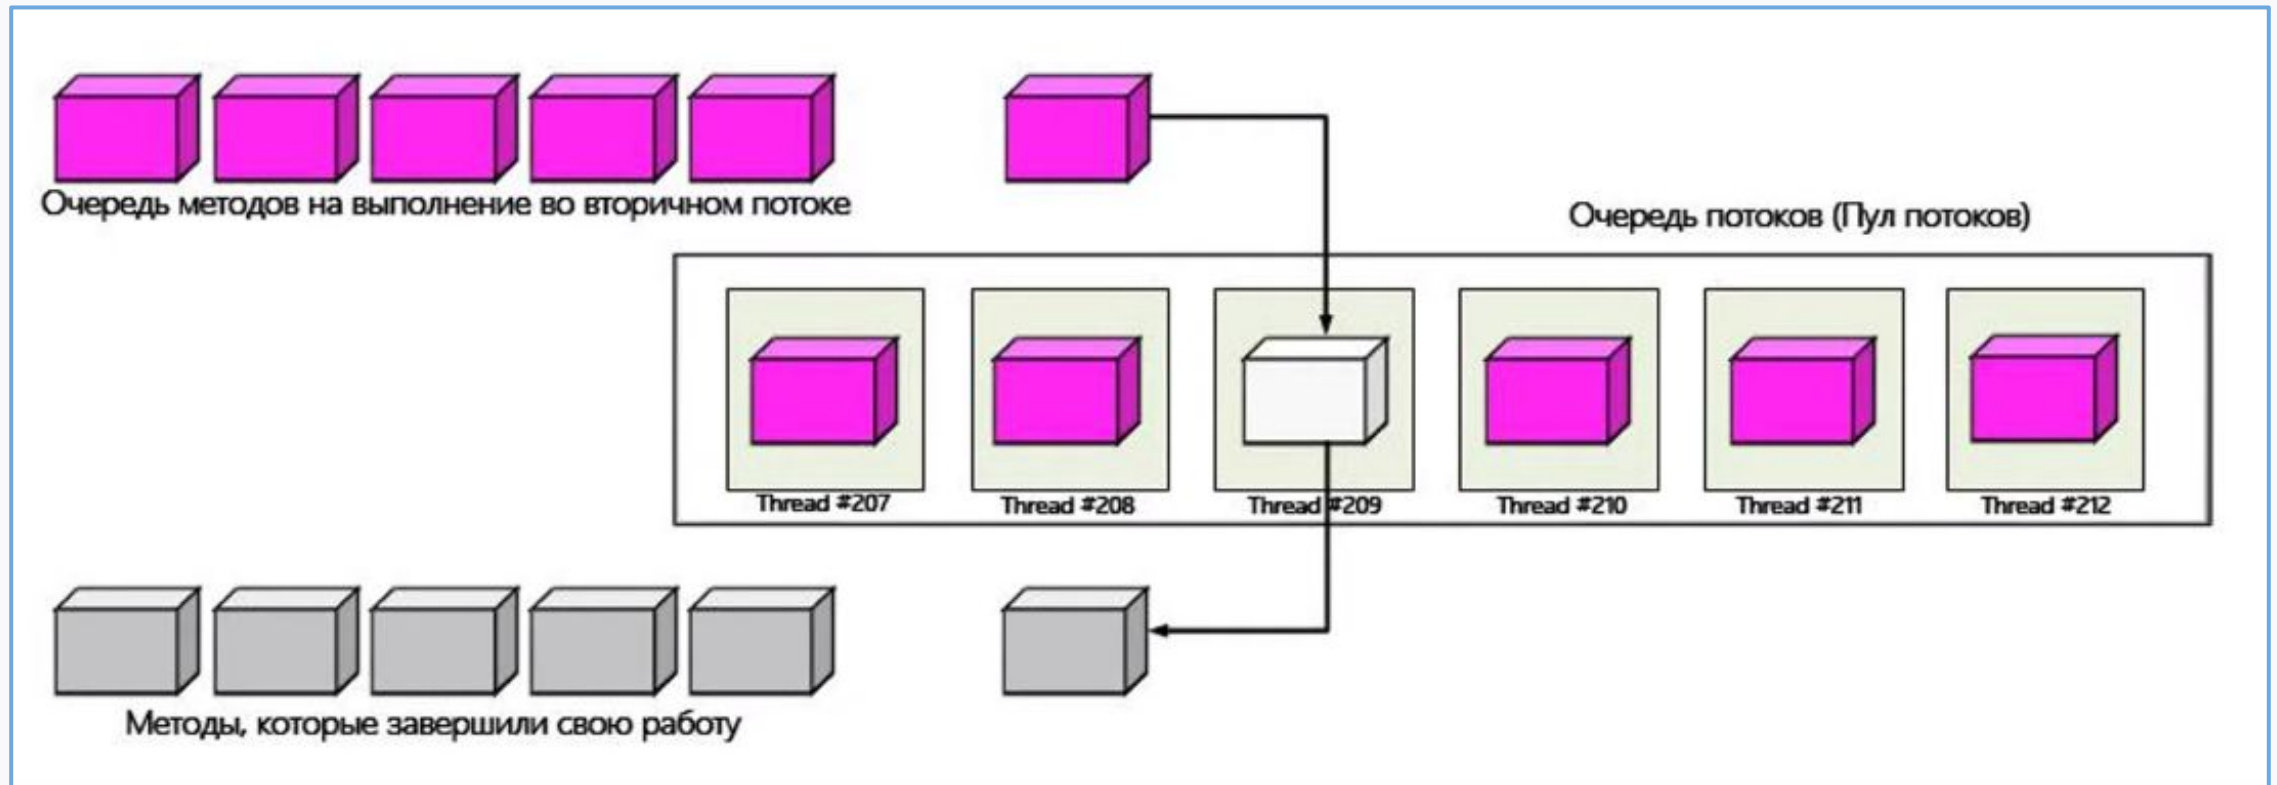 Очередь методов на выполнение во вторичном потоке
Очередь потоков (Пул потоков)
Thread #207
Thread #208
Thread #209
Thread #210
Thread #211
Thread #212
Методы, которые завершили свою работу